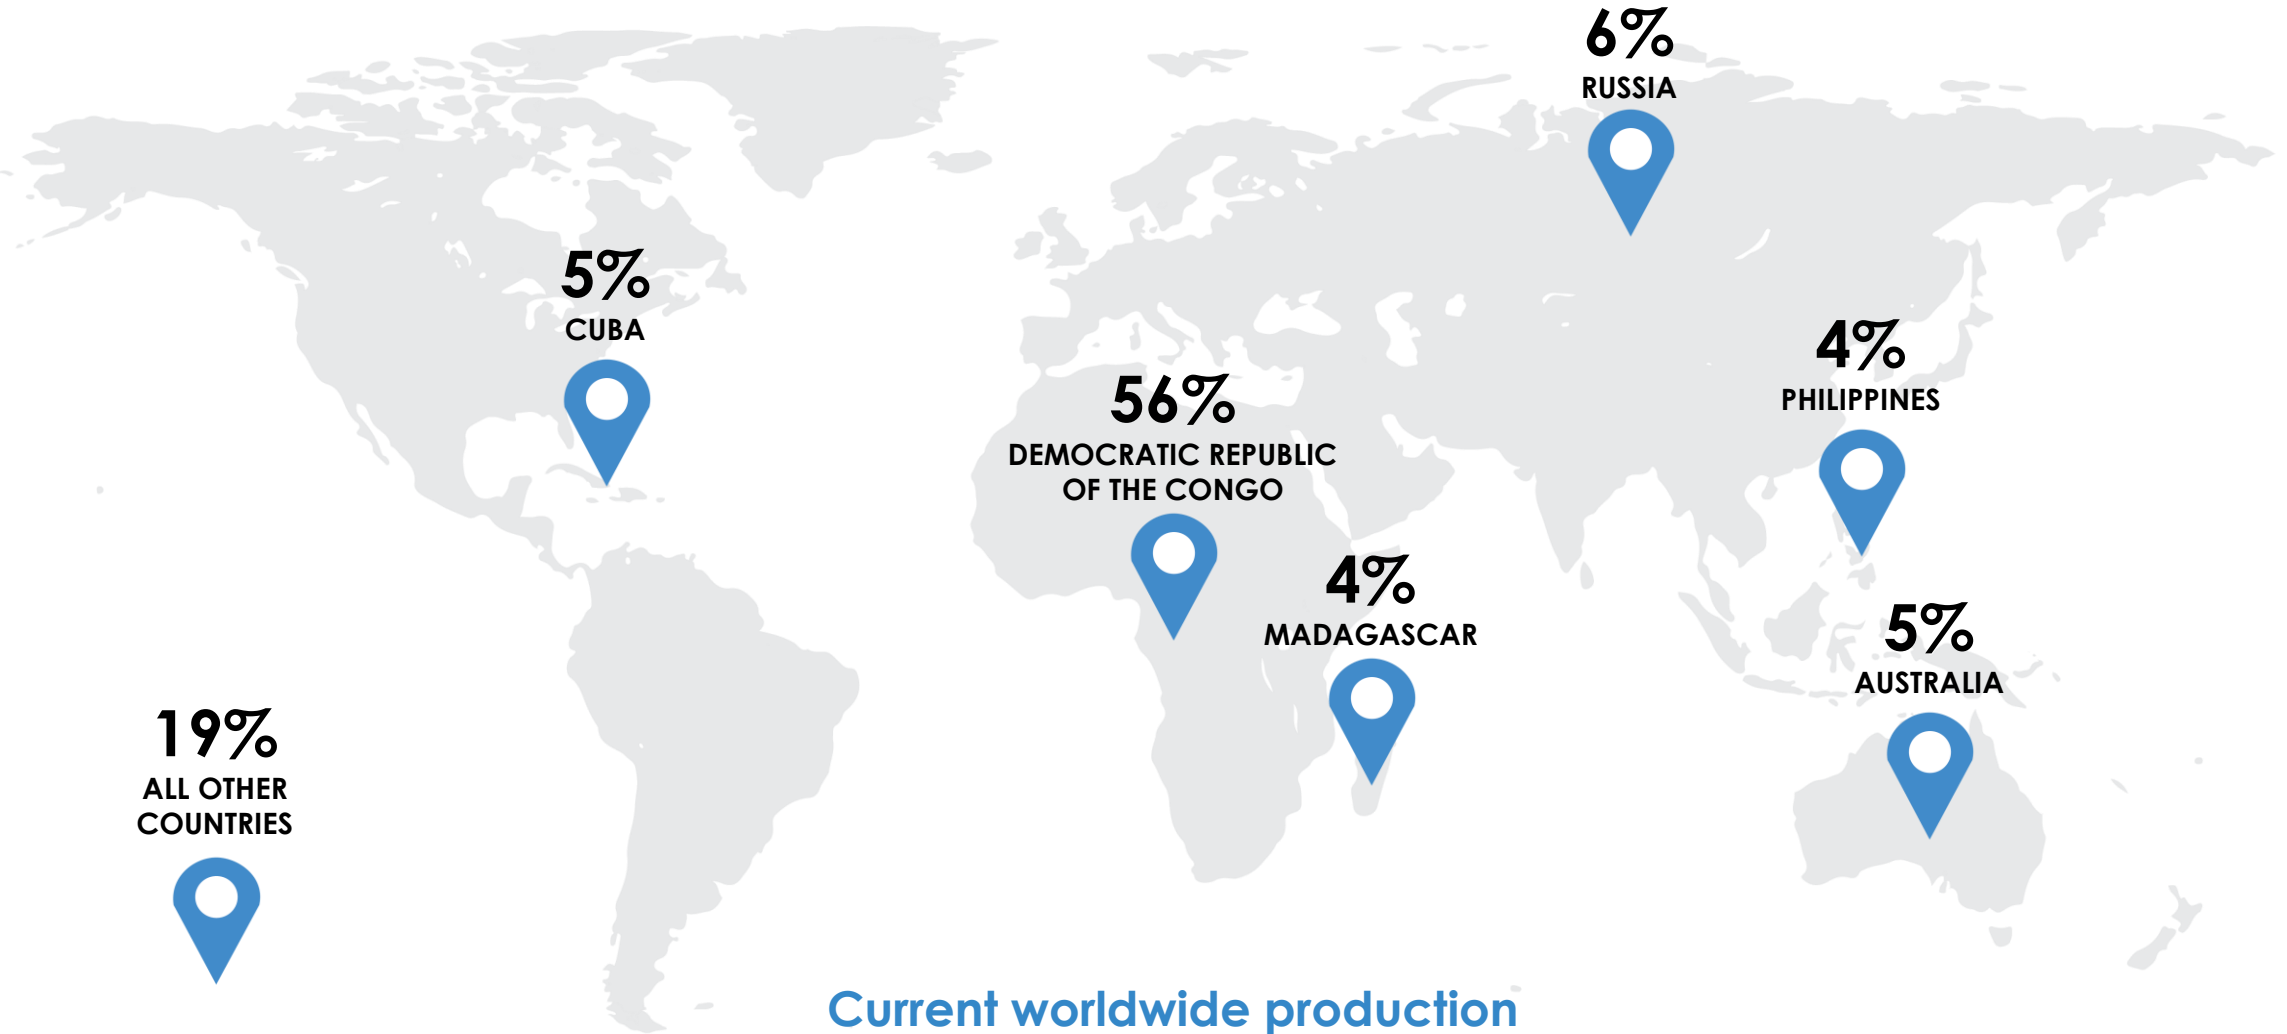 6%
RUSSIA
5%
CUBA
4%
PHILIPPINES
56%
DEMOCRATIC REPUBLIC
OF THE CONGO
4%
MADAGASCAR
5%
AUSTRALIA
19%
ALL OTHER
COUNTRIES
Current worldwide production